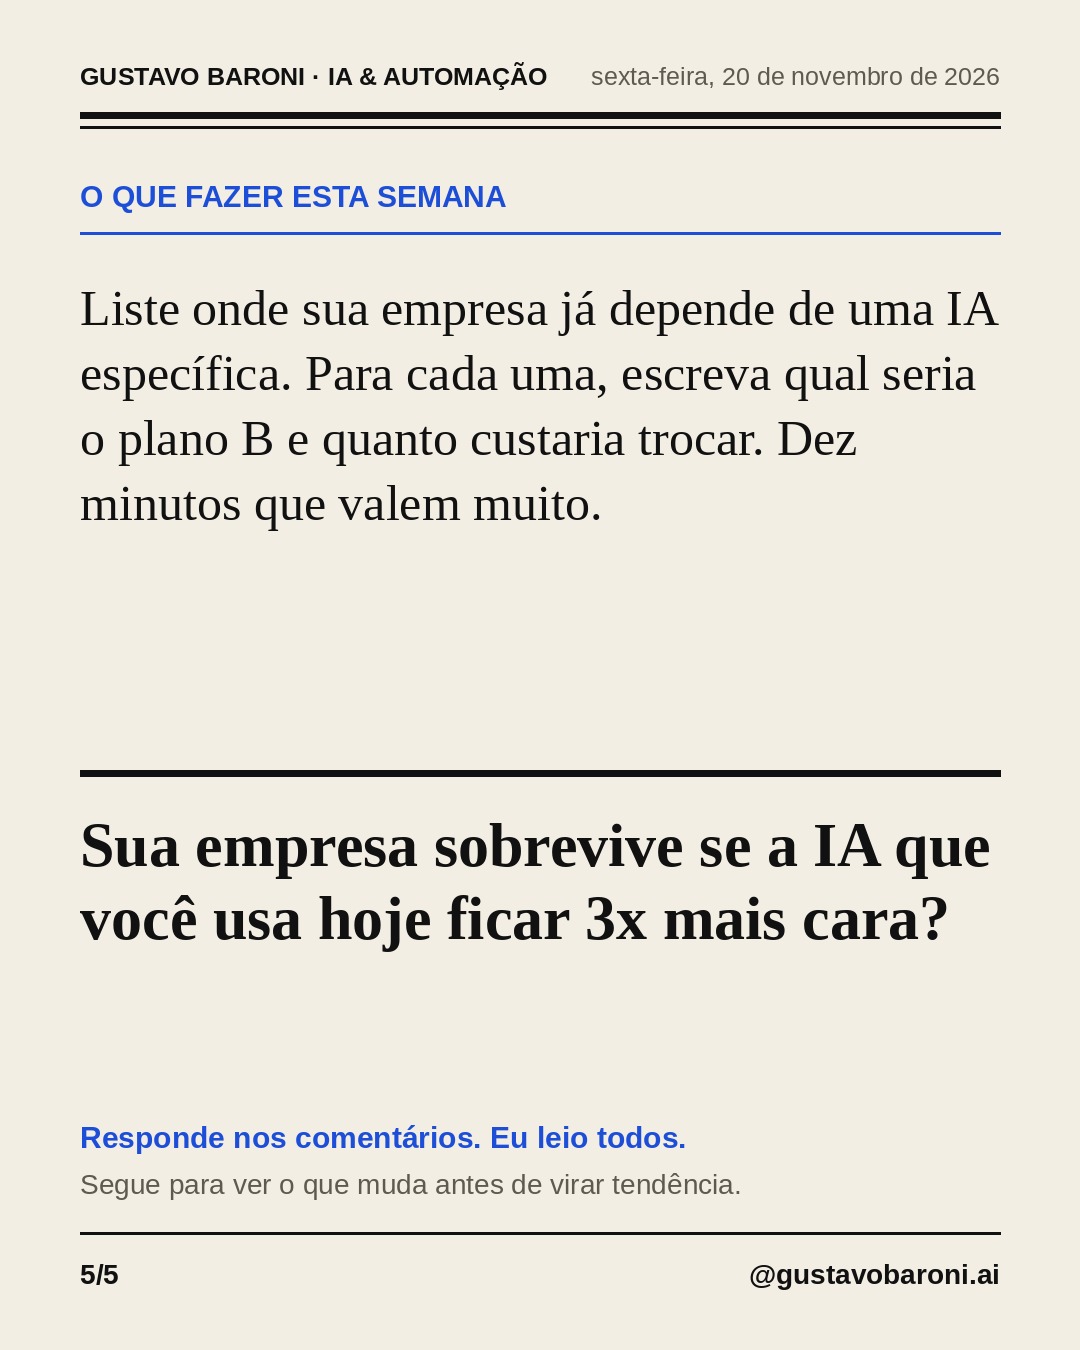 GUSTAVO BARONI · IA & AUTOMAÇÃO sexta-feira, 20 de novembro de 2026
O QUE FAZER ESTA SEMANA
Liste onde sua empresa já depende de uma IA
específica. Para cada uma, escreva qual seria
o plano B e quanto custaria trocar. Dez
minutos que valem muito.
Sua empresa sobrevive se a IA que
você usa hoje ficar 3x mais cara?
Responde nos comentários. Eu leio todos.
Segue para ver o que muda antes de virar tendência.
5/5 @gustavobaroni.ai